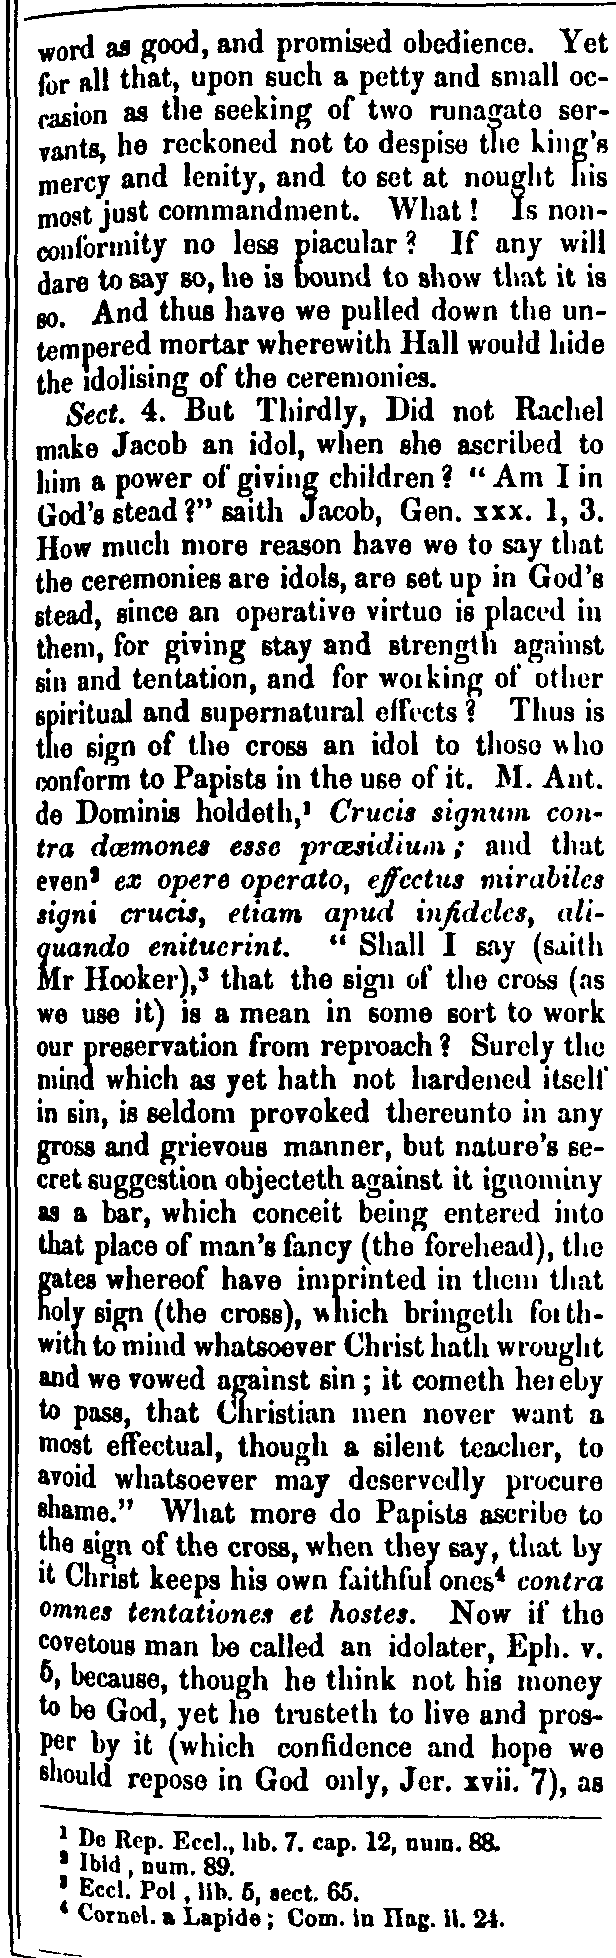 word as good, and promised obedience. Yet
for all that, upon such a petty and small oc-
casion as the seeking of two runagate ser-
vants, he reckoned not to despise the king's
mercy and lenity, and to set at nought his
most just commandment. What! Is non-
conformity no less piacular? If any will
dare to say so, he is bound to show that it is
so. And thus have we pulled down the un-
tempered mortar wherewith Hall would hide
the idolising of the ceremonies.
Sect. 4. But Thirdly, Did not Rachel
make Jacob an idol, when she ascribed to
him a power of giving children? "Am I in
God's stead?" saith Jacob, Gen. xxx. 1, 3.
How much more reason have we to say that
the ceremonies are idols, are set up in God's
stead, since an operative virtue is placed in
them, for giving stay and strength against
sin and tentation, and for working of other
spiritual and supernatural effects? Thus is
the sign of the cross an idol to those who
conform to Papists in the use of it. M. Ant.
de Dominis holdeth,¹ Crucis signum con-
tra dæmones esse præsidium; and that
even² ex opere operato, effectus mirabiles
signi crucis, etiam apud infideles, ali-
quando enituerint. "Shall I say (saith
Mr Hooker),³ that the sign of the cross (as
we use it) is a mean in some sort to work
our preservation from reproach? Surely the
mind which as yet hath not hardened itself
in sin, is seldom provoked thereunto in any
gross and grievous manner, but nature's se-
cret suggestion objecteth against it ignominy
as a bar, which conceit being entered into
that place of man's fancy (the forehead), the
gates whereof have imprinted in them that
holy sign (the cross), which bringeth forth-
with to mind whatsoever Christ hath wrought
and we vowed against sin; it cometh hereby
to pass, that Christian men never want a
most effectual, though a silent teacher, to
avoid whatsoever may deservedly procure
shame." What more do Papists ascribe to
the sign of the cross, when they say, that by
it Christ keeps his own faithful ones⁴ contra
omnes tentationes et hostes. Now if the
covetous man be called an idolater, Eph. v.
5, because, though he think not his money
to be God, yet he trusteth to live and pros-
per by it (which confidence and hope we
should repose in God only, Jer. xvii. 7), as
¹ De Rep. Eccl., lib. 7. cap. 12, num. 88.
² Ibid, num. 89.
³ Eccl. Pol, lib. 5, sect. 65.
⁴ Cornel. a Lapide; Com. in Hag. ii. 24.